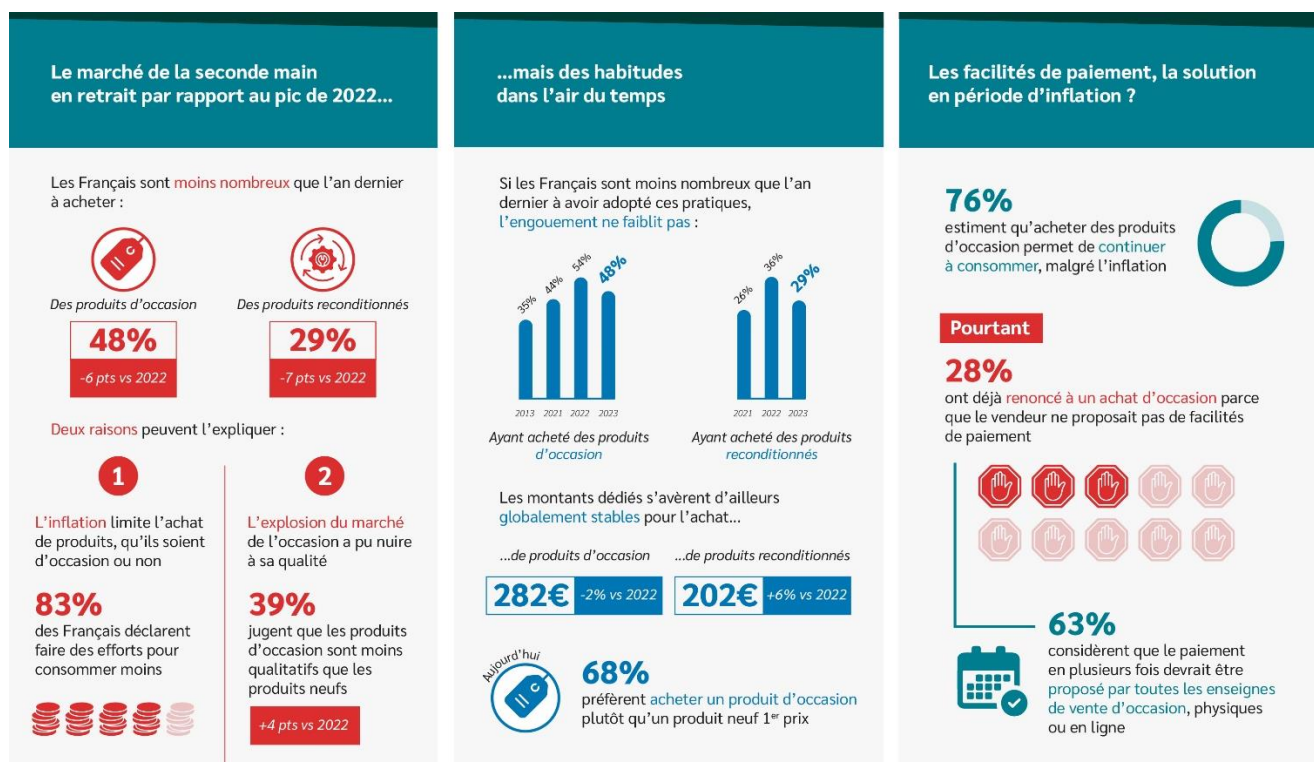 Le marché de la seconde main
en retrait par rapport au pic de 2022...
Les Français sont moins nombreux que l'an dernier
à acheter :
Des produits d'occasion
48%
-6 pts vs 2022
Des produits reconditionnés
29%
-7 pts vs 2022
Deux raisons peuvent l'expliquer :
1
L'inflation limite l'achat
de produits, qu'ils soient
d'occasion ou non
83%
des Français déclarent
faire des efforts pour
consommer moins
2
L'explosion du marché
de l'occasion a pu nuire
à sa qualité
39%
jugent que les produits
d'occasion sont moins
qualitatifs que les
produits neufs
+4 pts vs 2022
...mais des habitudes
dans l'air du temps
Si les Français sont moins nombreux que l'an
dernier à avoir adopté ces pratiques,
l'engouement ne faiblit pas :
35%
44%
54%
48%
2013 2021 2022 2023
Ayant acheté des produits
d'occasion
26%
36%
29%
2021 2022 2023
Ayant acheté des produits
reconditionnés
Les montants dédiés s'avèrent d'ailleurs
globalement stables pour l'achat...
...de produits d'occasion
282€ -2% vs 2022
...de produits reconditionnés
202€ +6% vs 2022
Aujourd'hui
68%
préfèrent acheter un produit d'occasion
plutôt qu'un produit neuf 1er prix
Les facilités de paiement, la solution
en période d'inflation ?
76%
estiment qu'acheter des produits
d'occasion permet de continuer
à consommer, malgré l'inflation
Pourtant
28%
ont déjà renoncé à un achat d'occasion parce
que le vendeur ne proposait pas de facilités
de paiement
63%
considèrent que le paiement
en plusieurs fois devrait être
proposé par toutes les enseignes
de vente d'occasion, physiques
ou en ligne